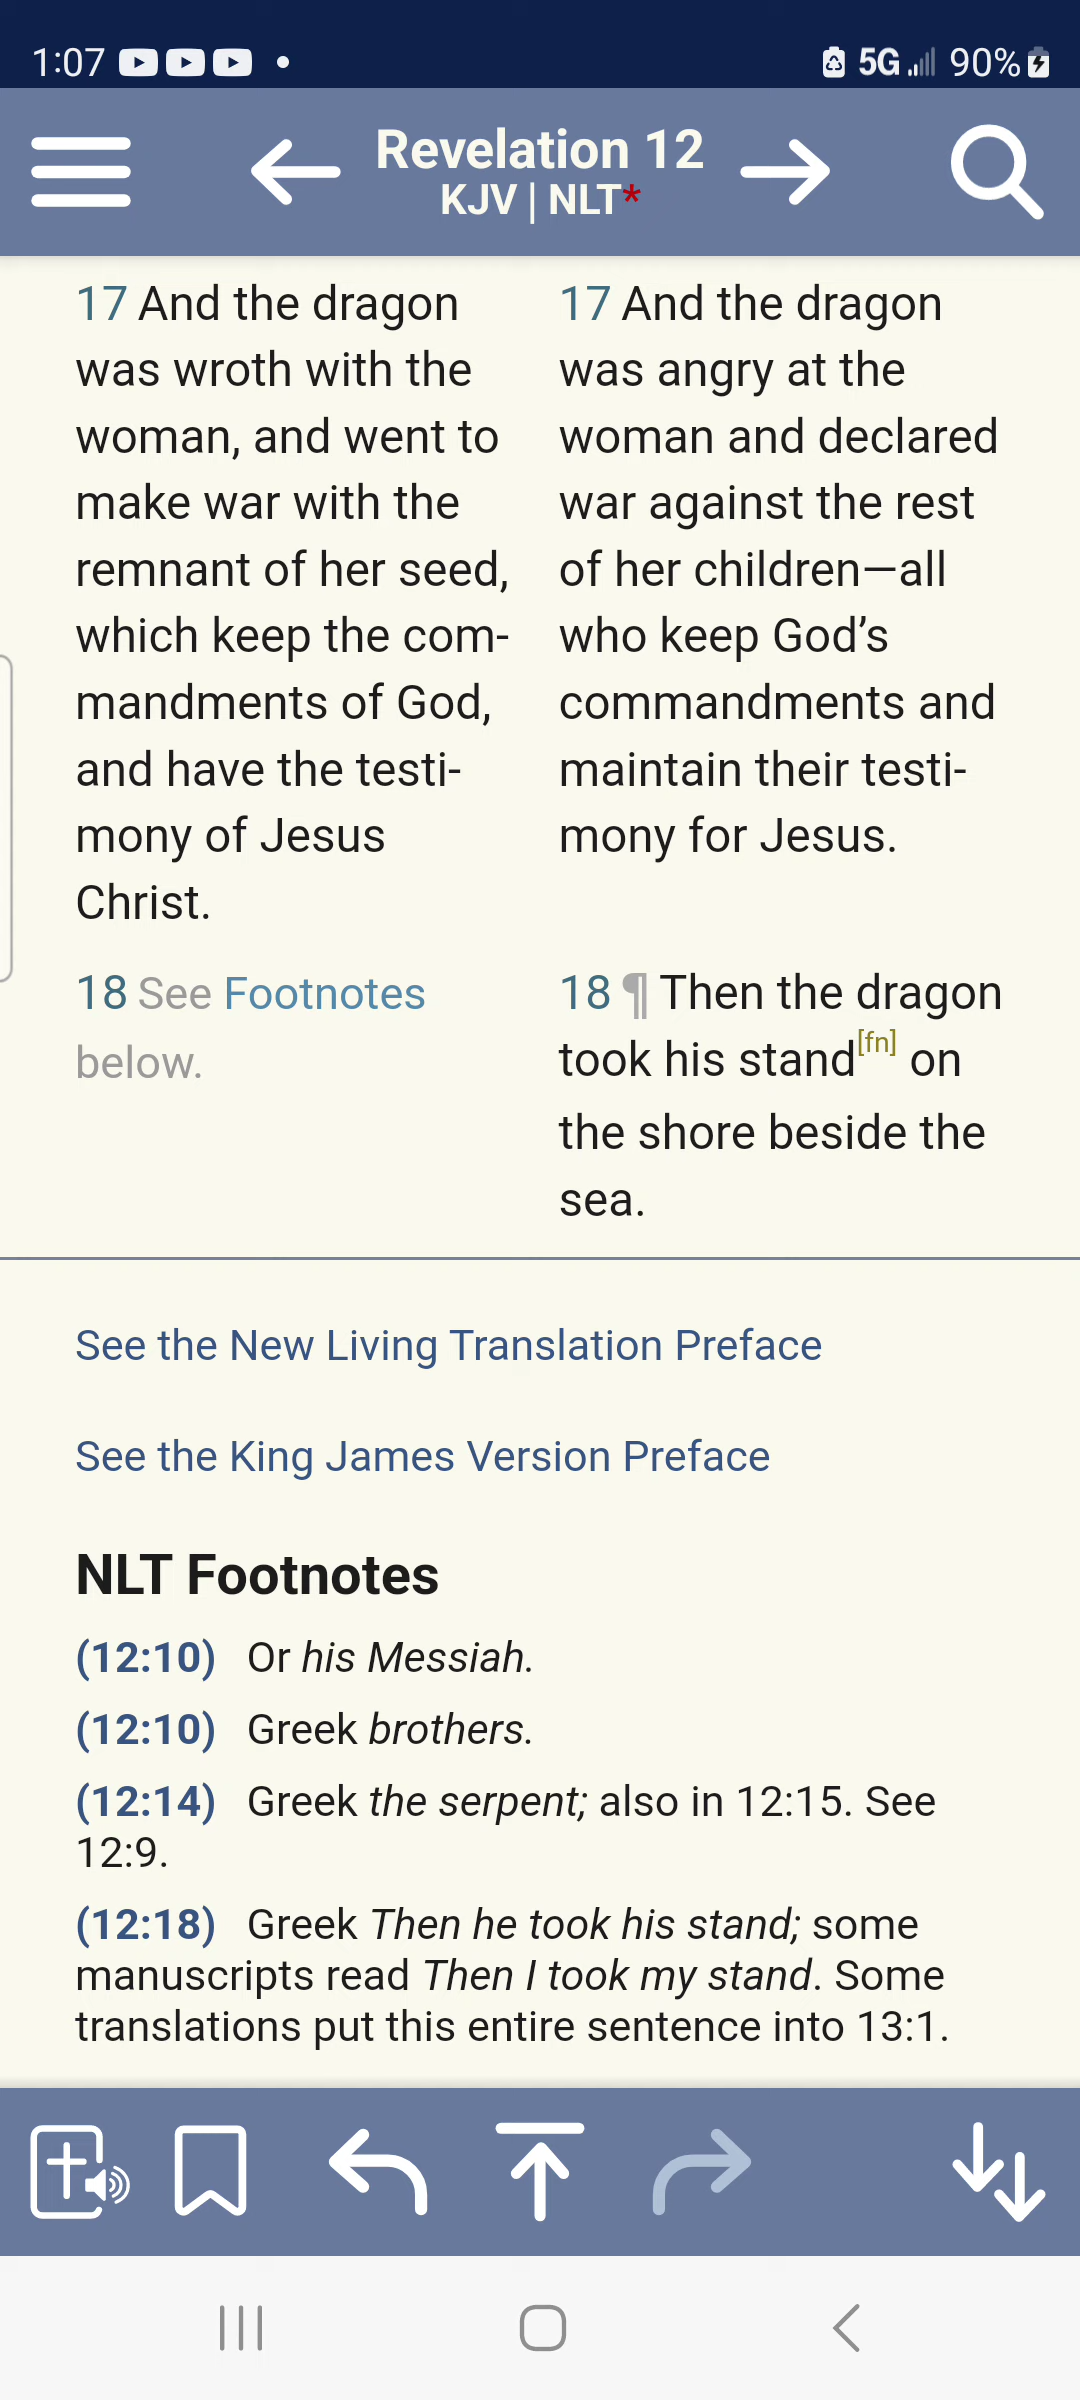 1:07 5G 90%
Revelation 12
KJV | NLT*
17 And the dragon
was wroth with the
woman, and went to
make war with the
remnant of her seed,
which keep the com-
mandments of God,
and have the testi-
mony of Jesus
Christ.
18 See Footnotes
below.
17 And the dragon
was angry at the
woman and declared
war against the rest
of her children—all
who keep God’s
commandments and
maintain their testi-
mony for Jesus.
18 ¶ Then the dragon
took his stand[fn] on
the shore beside the
sea.
See the New Living Translation Preface
See the King James Version Preface
NLT Footnotes
(12:10) Or his Messiah.
(12:10) Greek brothers.
(12:14) Greek the serpent; also in 12:15. See
12:9.
(12:18) Greek Then he took his stand; some
manuscripts read Then I took my stand. Some
translations put this entire sentence into 13:1.